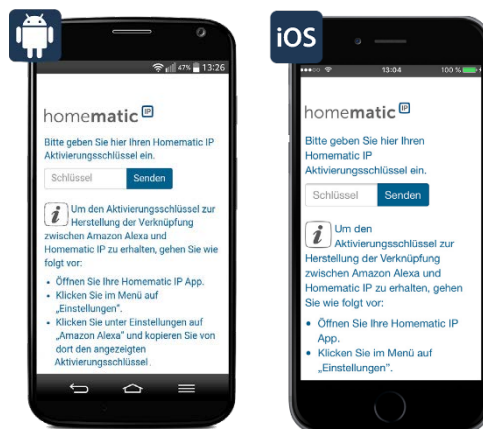 47% 13:26
homematic IP
Bitte geben Sie hier Ihren Homematic IP
Aktivierungsschlüssel ein.
Schlüssel Senden
i Um den Aktivierungsschlüssel zur
Herstellung der Verknüpfung
zwischen Amazon Alexa und
Homematic IP zu erhalten, gehen Sie wie
folgt vor:
• Öffnen Sie Ihre Homematic IP App.
• Klicken Sie im Menü auf
„Einstellungen".
• Klicken Sie unter Einstellungen auf
„Amazon Alexa" und kopieren Sie von
dort den angezeigten
Aktivierungsschlüssel.
iOS
13:04 100 %
homematic IP
Bitte geben Sie hier Ihren
Homematic IP
Aktivierungsschlüssel ein.
Schlüssel Senden
i Um den
Aktivierungsschlüssel zur
Herstellung der Verknüpfung
zwischen Amazon Alexa und
Homematic IP zu erhalten, gehen
Sie wie folgt vor:
• Öffnen Sie Ihre Homematic IP
App.
• Klicken Sie im Menü auf
„Einstellungen".